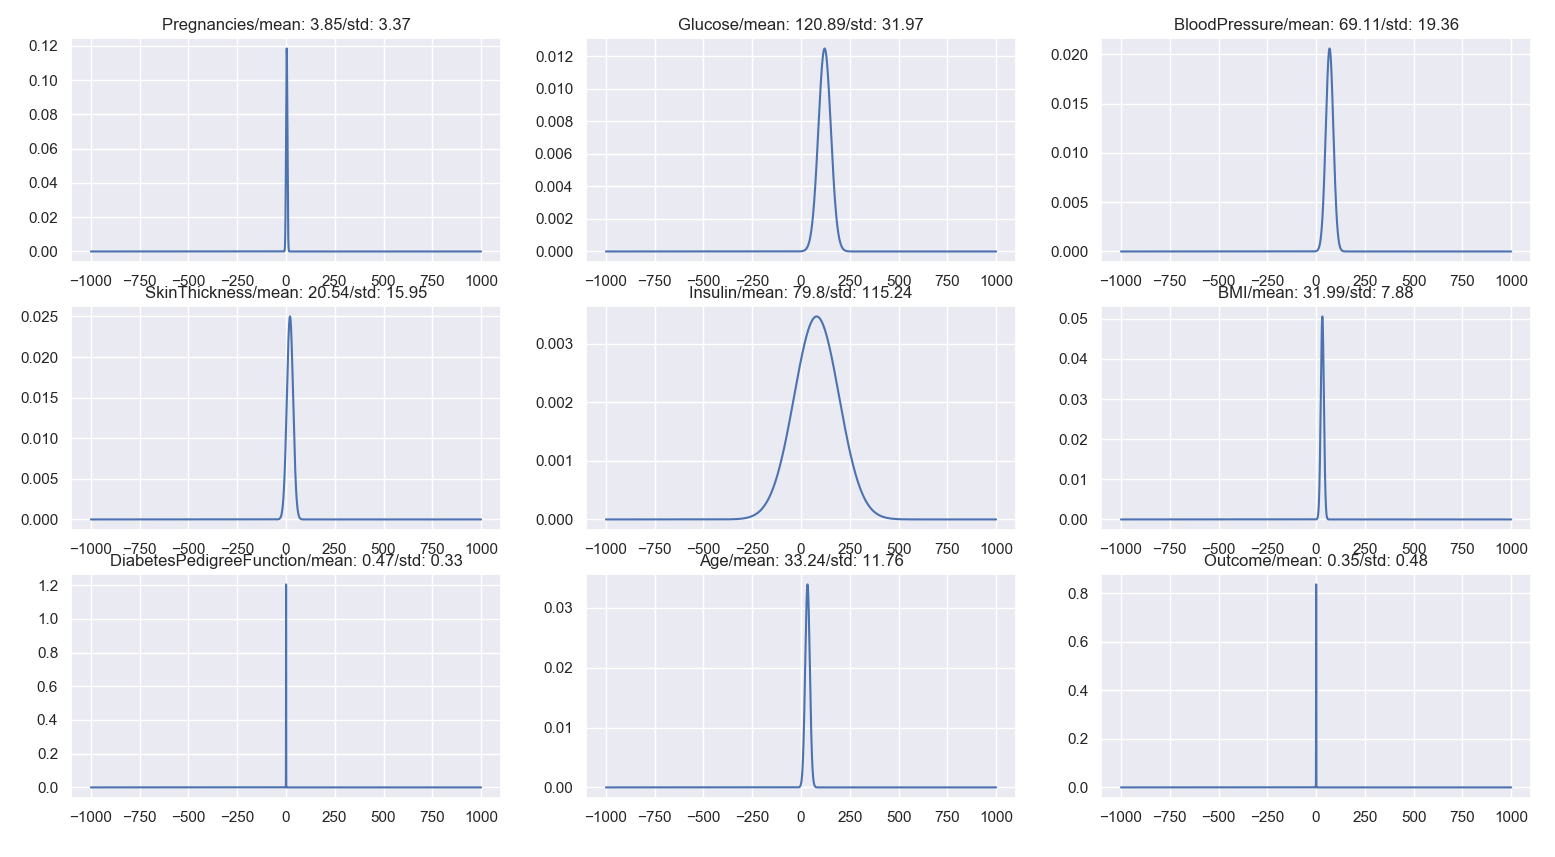 Pregnancies/mean: 3.85/std: 3.37
0.12
0.10
0.08
0.06
0.04
0.02
0.00
−1000 −750 −500 −250 0 250 500 750 1000
Glucose/mean: 120.89/std: 31.97
0.012
0.010
0.008
0.006
0.004
0.002
0.000
−1000 −750 −500 −250 0 250 500 750 1000
BloodPressure/mean: 69.11/std: 19.36
0.020
0.015
0.010
0.005
0.000
−1000 −750 −500 −250 0 250 500 750 1000
SkinThickness/mean: 20.54/std: 15.95
0.025
0.020
0.015
0.010
0.005
0.000
−1000 −750 −500 −250 0 250 500 750 1000
Insulin/mean: 79.8/std: 115.24
0.003
0.002
0.001
0.000
−1000 −750 −500 −250 0 250 500 750 1000
BMI/mean: 31.99/std: 7.88
0.05
0.04
0.03
0.02
0.01
0.00
−1000 −750 −500 −250 0 250 500 750 1000
DiabetesPedigreeFunction/mean: 0.47/std: 0.33
1.2
1.0
0.8
0.6
0.4
0.2
0.0
−1000 −750 −500 −250 0 250 500 750 1000
Age/mean: 33.24/std: 11.76
0.03
0.02
0.01
0.00
−1000 −750 −500 −250 0 250 500 750 1000
Outcome/mean: 0.35/std: 0.48
0.8
0.6
0.4
0.2
0.0
−1000 −750 −500 −250 0 250 500 750 1000